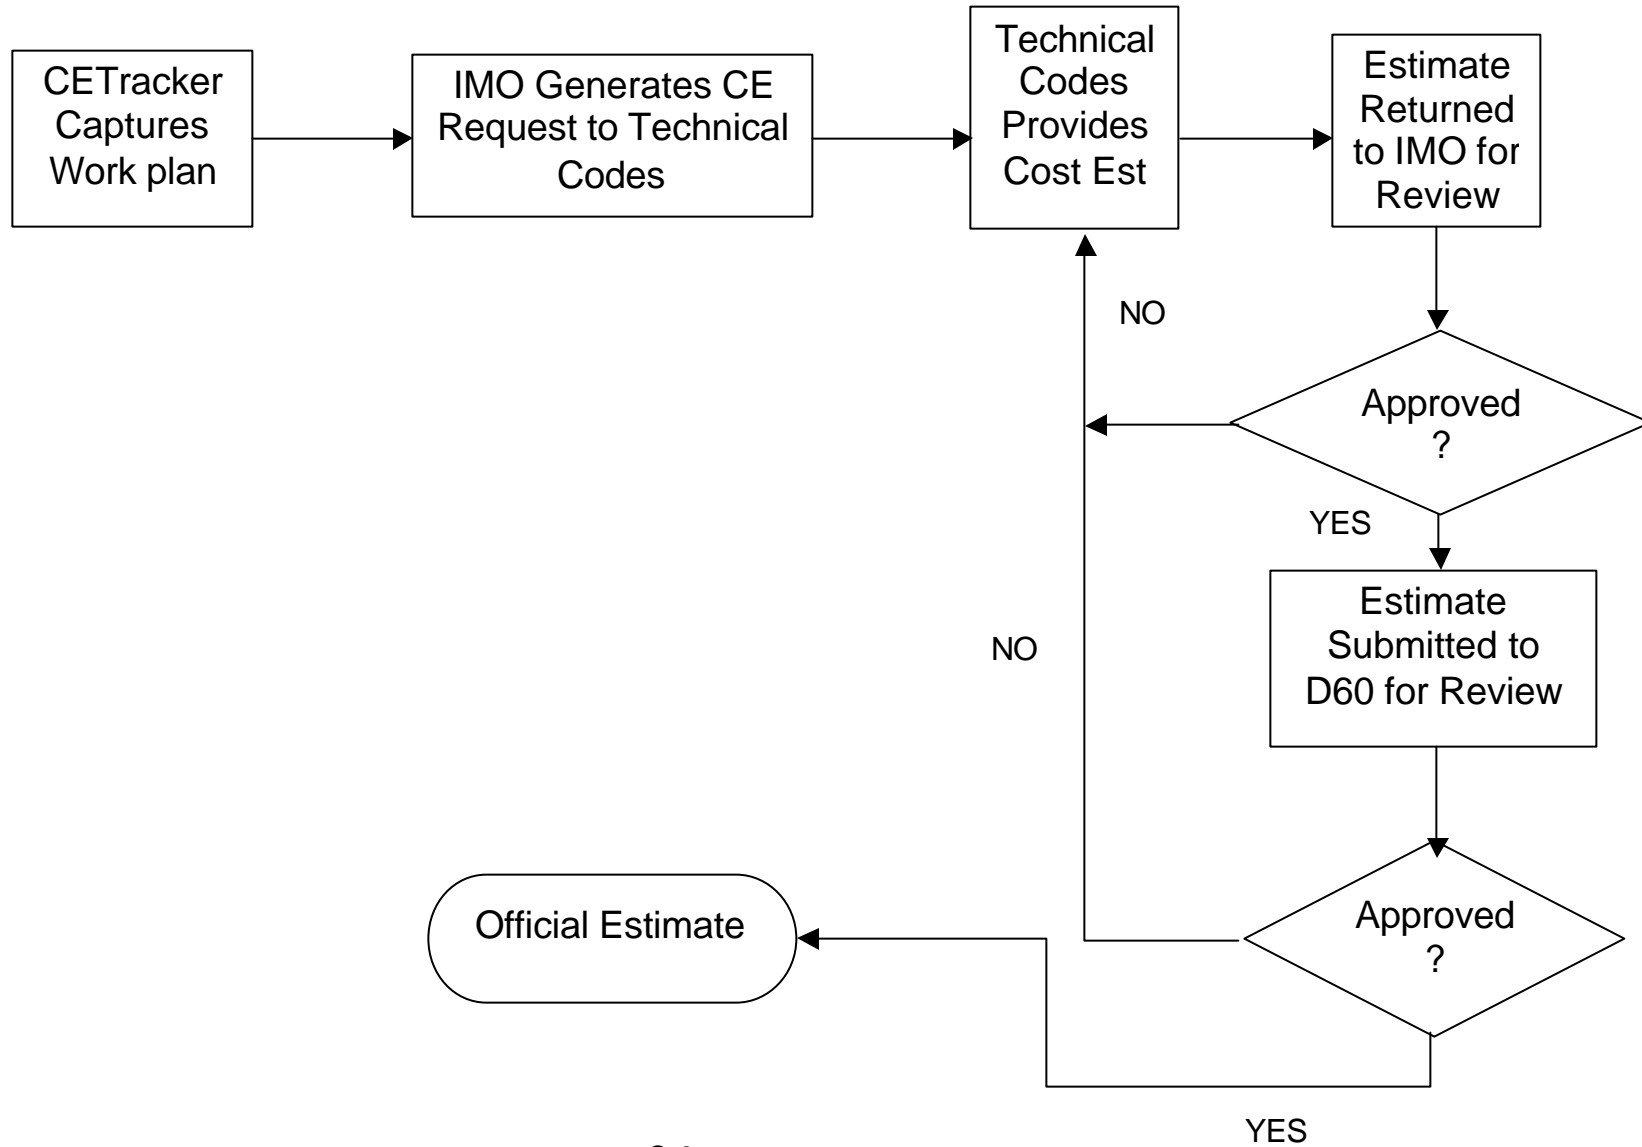 CETracker
Captures
Work plan
IMO Generates CE
Request to Technical
Codes
Technical
Codes
Provides
Cost Est
Estimate
Returned
to IMO for
Review
NO
Approved
?
YES
Estimate
Submitted to
D60 for Review
NO
Approved
?
Official Estimate
YES